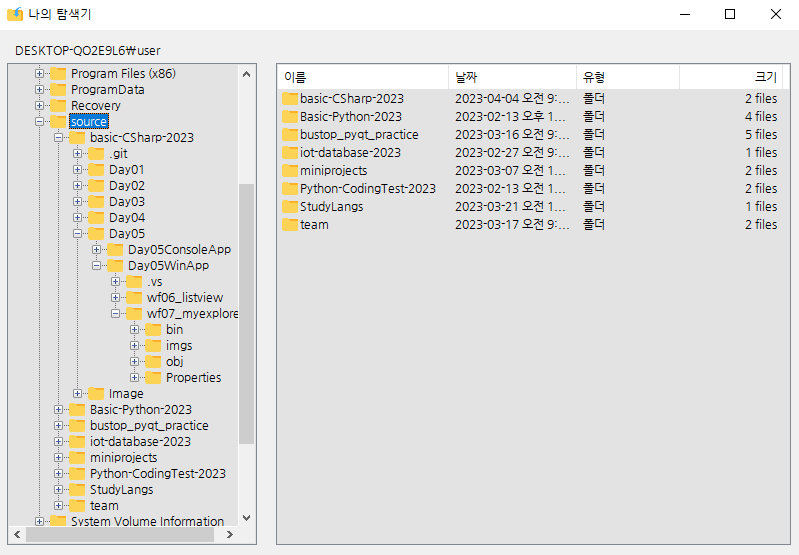 나의 탐색기
DESKTOP-QO2E9L6₩user
Program Files (x86)
ProgramData
Recovery
source
basic-CSharp-2023
.git
Day01
Day02
Day03
Day04
Day05
Day05ConsoleApp
Day05WinApp
.vs
wf06_listview
wf07_myexplore
bin
imgs
obj
Properties
Image
Basic-Python-2023
bustop_pyqt_practice
iot-database-2023
miniprojects
Python-CodingTest-2023
StudyLangs
team
System Volume Information
이름 날짜 유형 크기
basic-CSharp-2023 2023-04-04 오전 9:... 폴더 2 files
Basic-Python-2023 2023-02-13 오후 1... 폴더 4 files
bustop_pyqt_practice 2023-03-16 오전 9:... 폴더 5 files
iot-database-2023 2023-02-27 오전 9:... 폴더 1 files
miniprojects 2023-03-07 오전 1... 폴더 2 files
Python-CodingTest-2023 2023-02-13 오전 1... 폴더 2 files
StudyLangs 2023-03-21 오전 1... 폴더 1 files
team 2023-03-17 오전 9:... 폴더 2 files